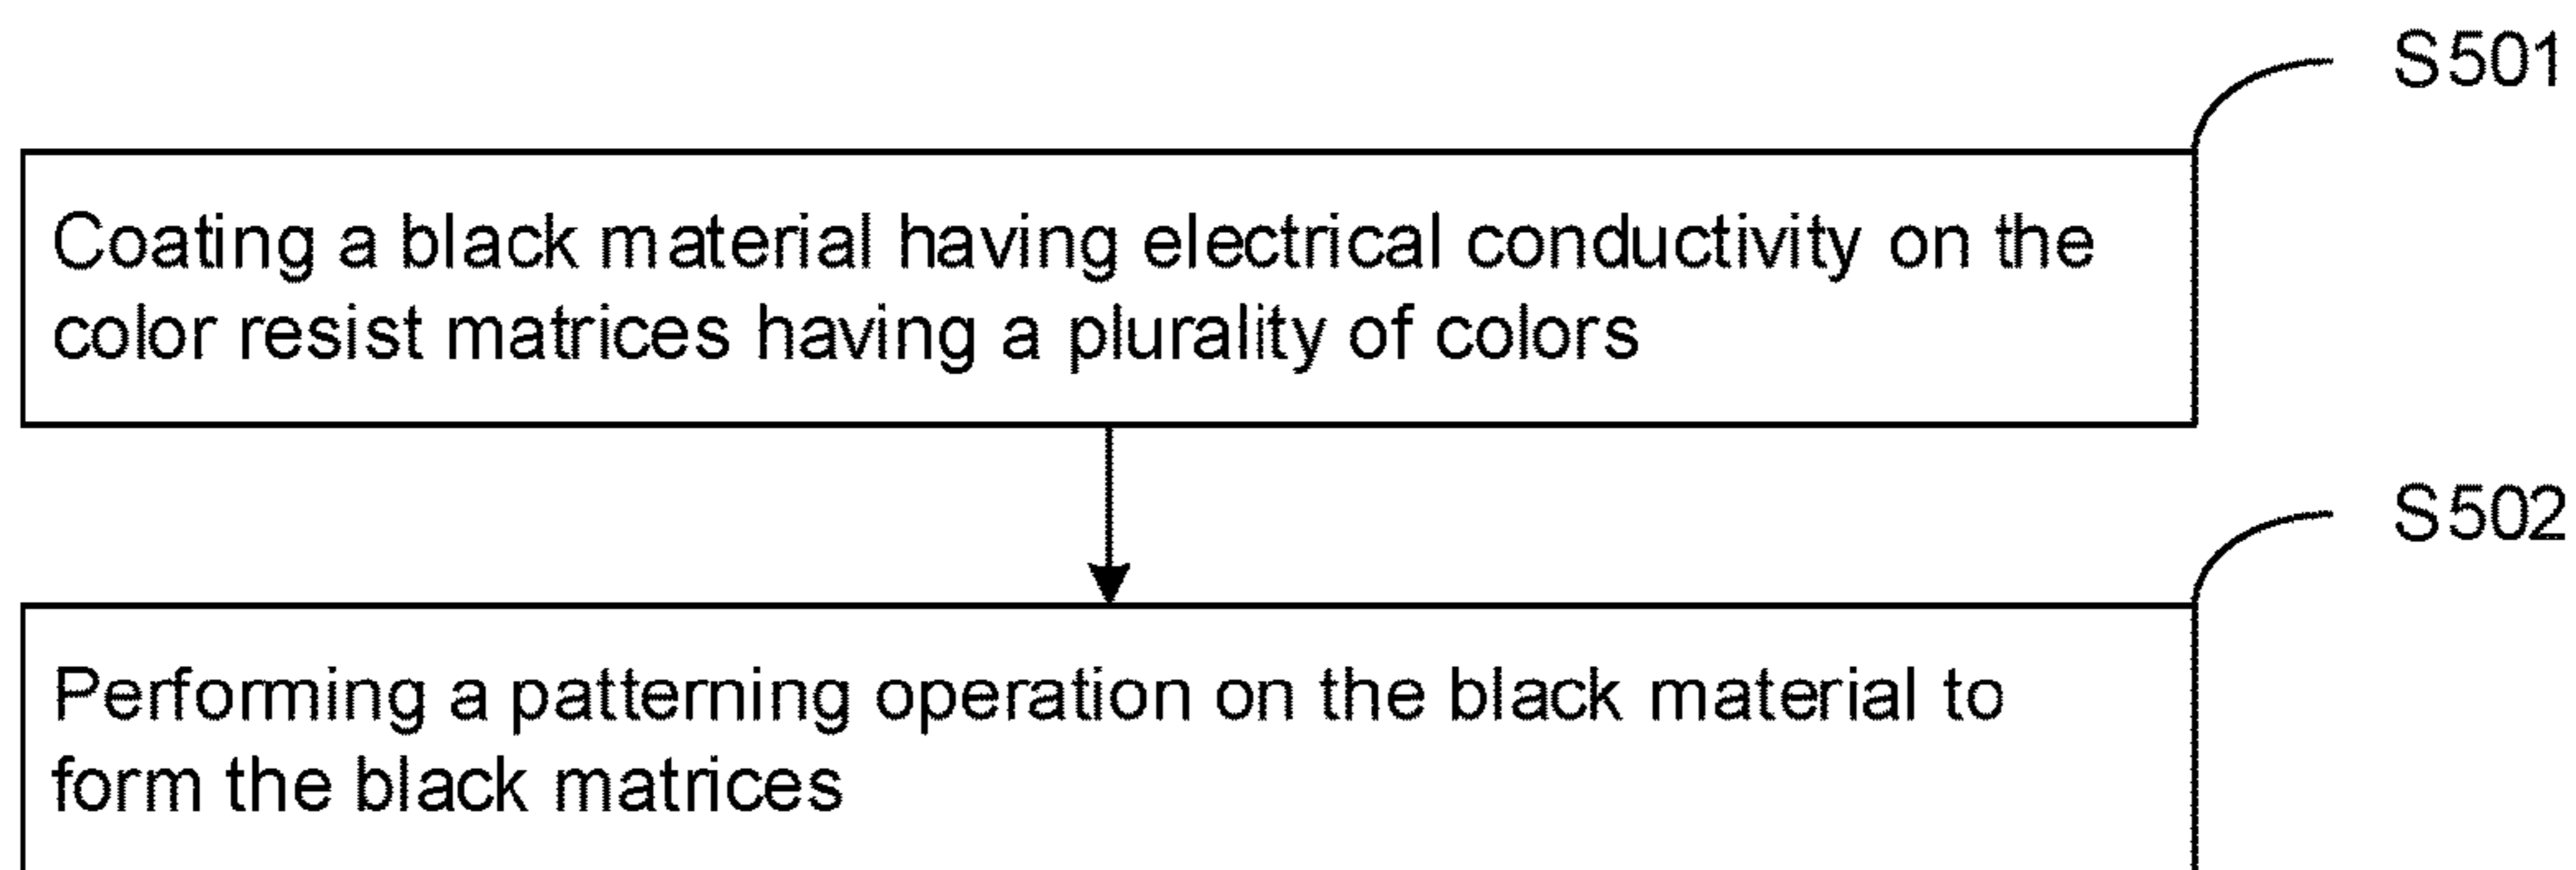 S501
Coating a black material having electrical conductivity on the
color resist matrices having a plurality of colors
S502
Performing a patterning operation on the black material to
form the black matrices